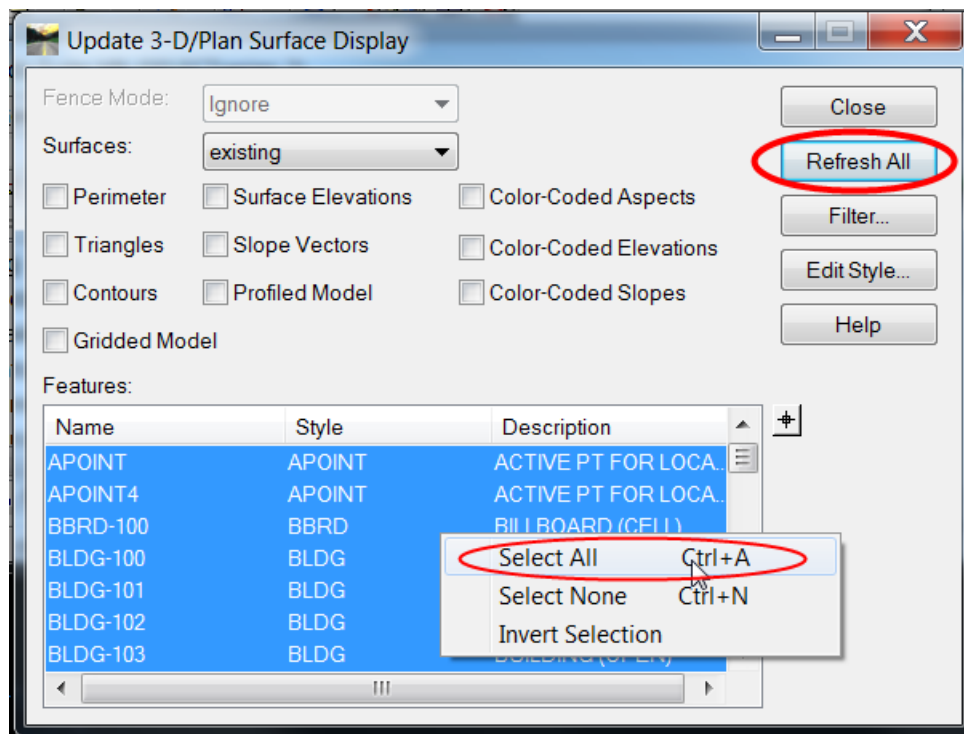 Update 3-D/Plan Surface Display
Fence Mode: Ignore
Close
Surfaces: existing
Refresh All
Perimeter Surface Elevations Color-Coded Aspects
Filter...
Triangles Slope Vectors Color-Coded Elevations
Edit Style...
Contours Profiled Model Color-Coded Slopes
Help
Gridded Model
Features:
Name Style Description
APOINT APOINT ACTIVE PT FOR LOCA...
APOINT4 APOINT ACTIVE PT FOR LOCA...
BBRD-100 BBRD BILLBOARD (CELL)
BLDG-100 BLDG
Select All Ctrl+A
BLDG-101 BLDG
Select None Ctrl+N
BLDG-102 BLDG
Invert Selection
BLDG-103 BLDG BUILDING (OPEN)